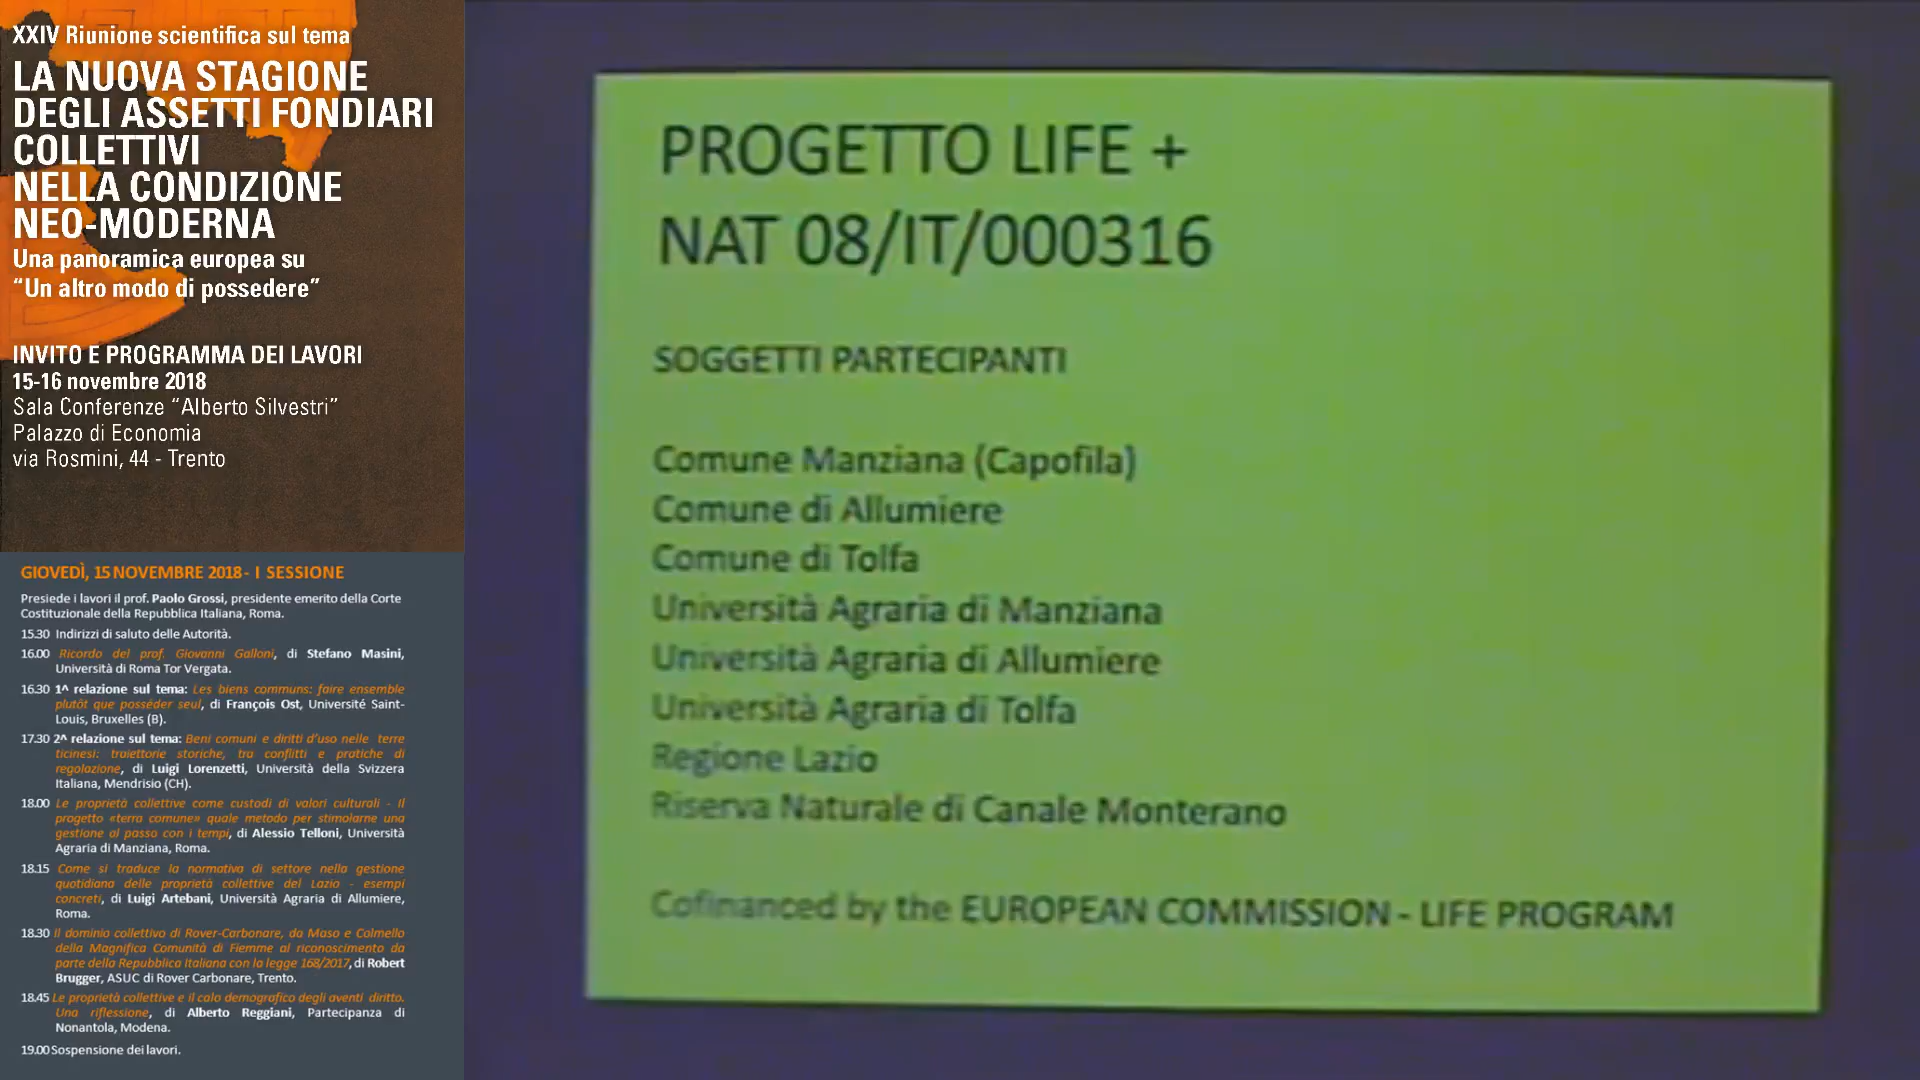 XXIV Riunione scientifica sul tema
LA NUOVA STAGIONE
DEGLI ASSETTI FONDIARI
COLLETTIVI
NELLA CONDIZIONE
NEO-MODERNA
Una panoramica europea su
“Un altro modo di possedere”
INVITO E PROGRAMMA DEI LAVORI
15-16 novembre 2018
Sala Conferenze “Alberto Silvestri”
Palazzo di Economia
via Rosmini, 44 - Trento
GIOVEDÌ, 15 NOVEMBRE 2018 - I SESSIONE
Presiede i lavori il prof. Paolo Grossi, presidente emerito della Corte
Costituzionale della Repubblica Italiana, Roma.
15.30 Indirizzi di saluto delle Autorità.
16.00 Ricordo del prof. Giovanni Galloni, di Stefano Masini,
Università di Roma Tor Vergata.
16.30 1^ relazione sul tema: Les biens communs: faire ensemble
plutôt que posséder seul, di François Ost, Université Saint-
Louis, Bruxelles (B).
17.30 2^ relazione sul tema: Beni comuni e diritti d’uso nelle terre
ticinesi: traiettorie storiche, tra conflitti e pratiche di
regolazione, di Luigi Lorenzetti, Università della Svizzera
Italiana, Mendrisio (CH).
18.00 Le proprietà collettive come custodi di valori culturali - Il
progetto «terra comune» quale metodo per stimolarne una
gestione al passo con i tempi, di Alessio Telloni, Università
Agraria di Manziana, Roma.
18.15 Come si traduce la normativa di settore nella gestione
quotidiana delle proprietà collettive del Lazio - esempi
concreti, di Luigi Artebani, Università Agraria di Allumiere,
Roma.
18.30 Il dominio collettivo di Rover-Carbonare, da Maso e Colmello
della Magnifica Comunità di Fiemme al riconoscimento da
parte della Repubblica Italiana con la legge 168/2017, di Robert
Brugger, ASUC di Rover Carbonare, Trento.
18.45 Le proprietà collettive e il calo demografico degli aventi diritto.
Una riflessione, di Alberto Reggiani, Partecipanza di
Nonantola, Modena.
19.00 Sospensione dei lavori.
PROGETTO LIFE +
NAT 08/IT/000316
SOGGETTI PARTECIPANTI
Comune Manziana (Capofila)
Comune di Allumiere
Comune di Tolfa
Università Agraria di Manziana
Università Agraria di Allumiere
Università Agraria di Tolfa
Regione Lazio
Riserva Naturale di Canale Monterano
Cofinanced by the EUROPEAN COMMISSION - LIFE PROGRAM